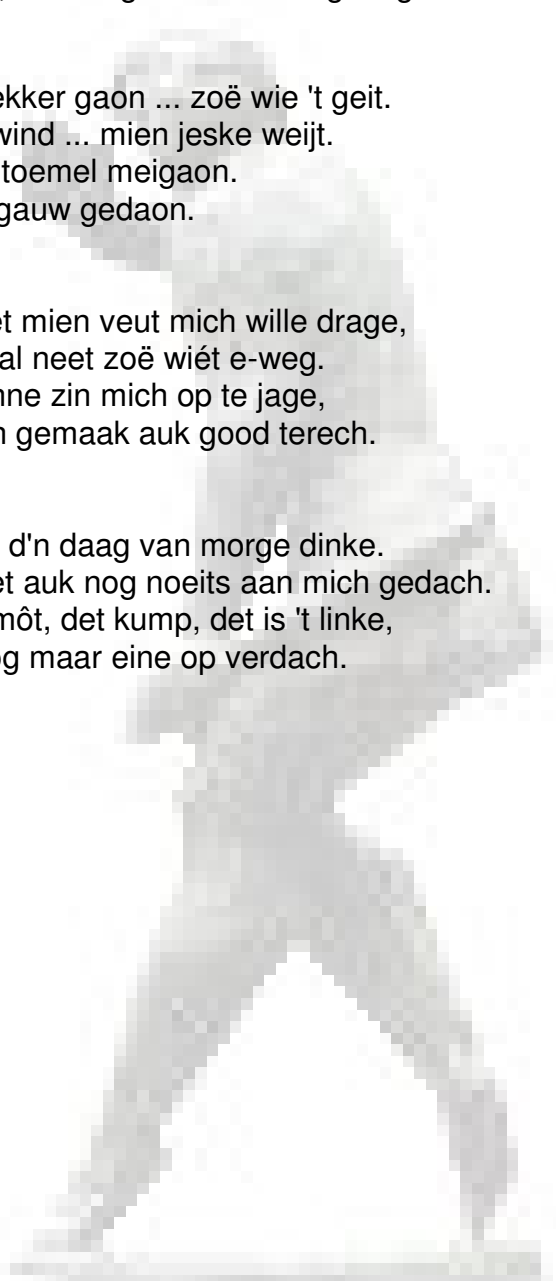 ekker gaon ... zoë wie 't geit.
wind ... mien jeske weijt.
toemel meigaon.
gauw gedaon.
et mien veut mich wille drage,
al neet zoë wiét e-weg.
nne zin mich op te jage,
n gemaak auk good terech.
d'n daag van morge dinke.
et auk nog noeits aan mich gedach.
môt, det kump, det is 't linke,
og maar eine op verdach.